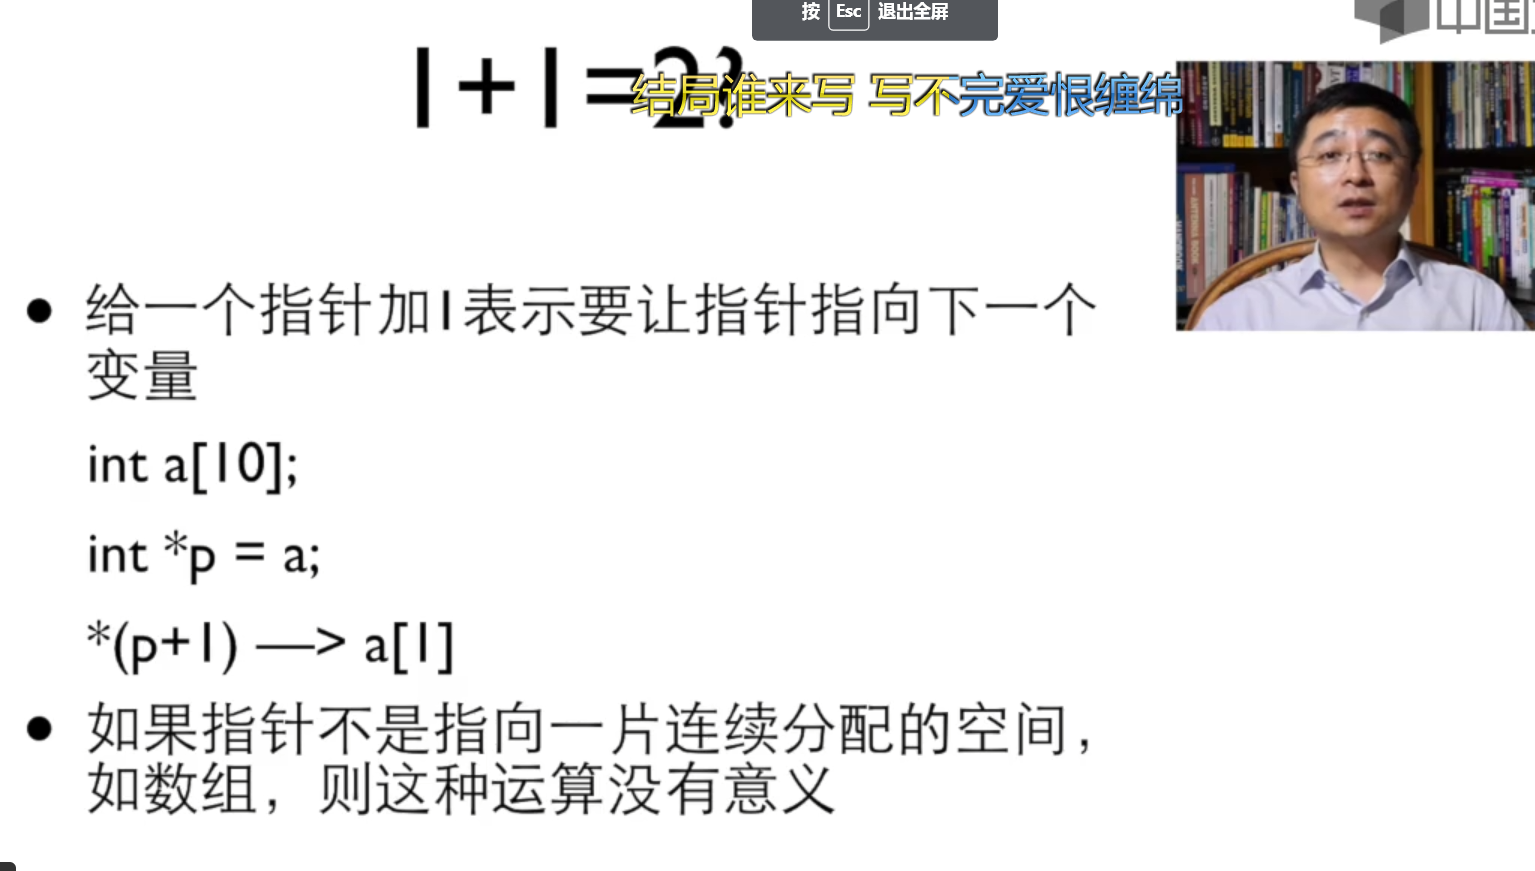 按 Esc 退出全屏
中国
1+1=2?
结局谁来写 写不完爱恨缠绵
给一个指针加1表示要让指针指向下一个
变量
int a[10];
int *p = a;
*(p+1) —> a[1]
如果指针不是指向一片连续分配的空间，
如数组，则这种运算没有意义
ANTENNA BOOK